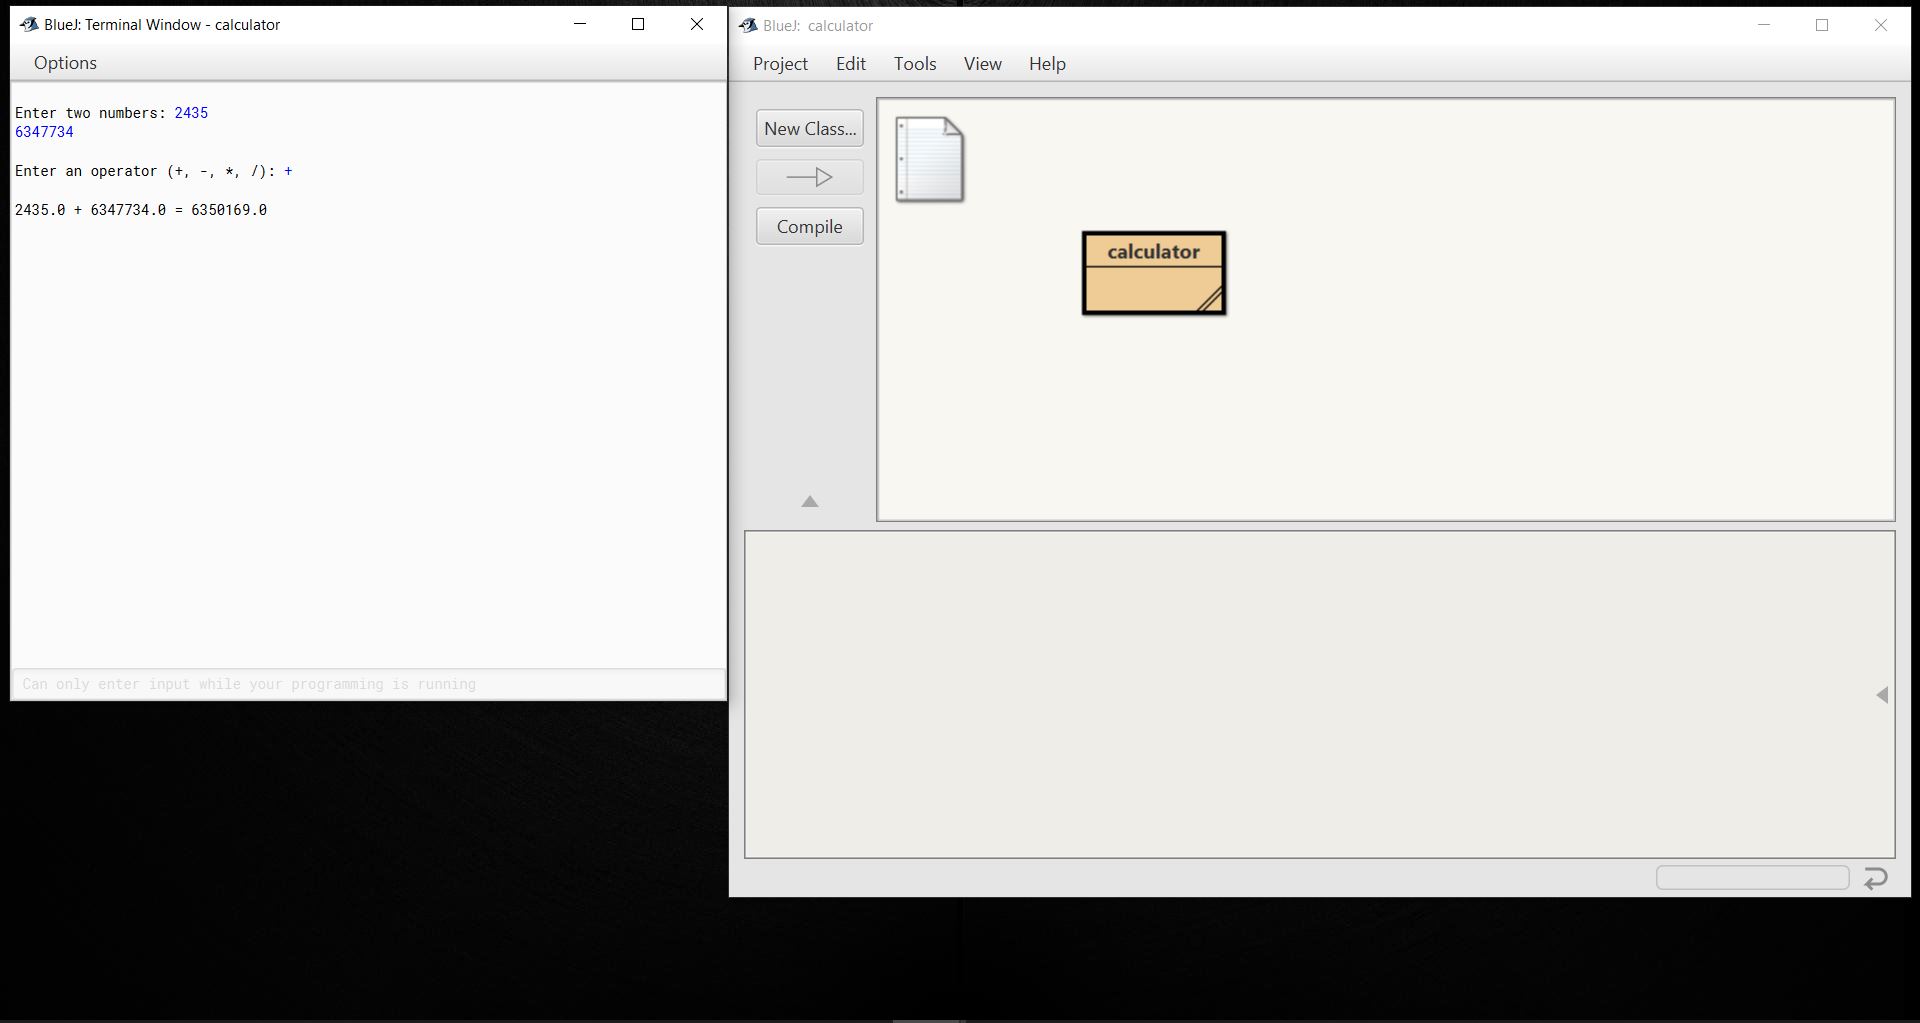 BlueJ: Terminal Window - calculator
Options
Enter two numbers: 2435
6347734
Enter an operator (+, -, *, /): +
2435.0 + 6347734.0 = 6350169.0
Can only enter input while your programming is running
BlueJ: calculator
Project Edit Tools View Help
New Class...
Compile
calculator